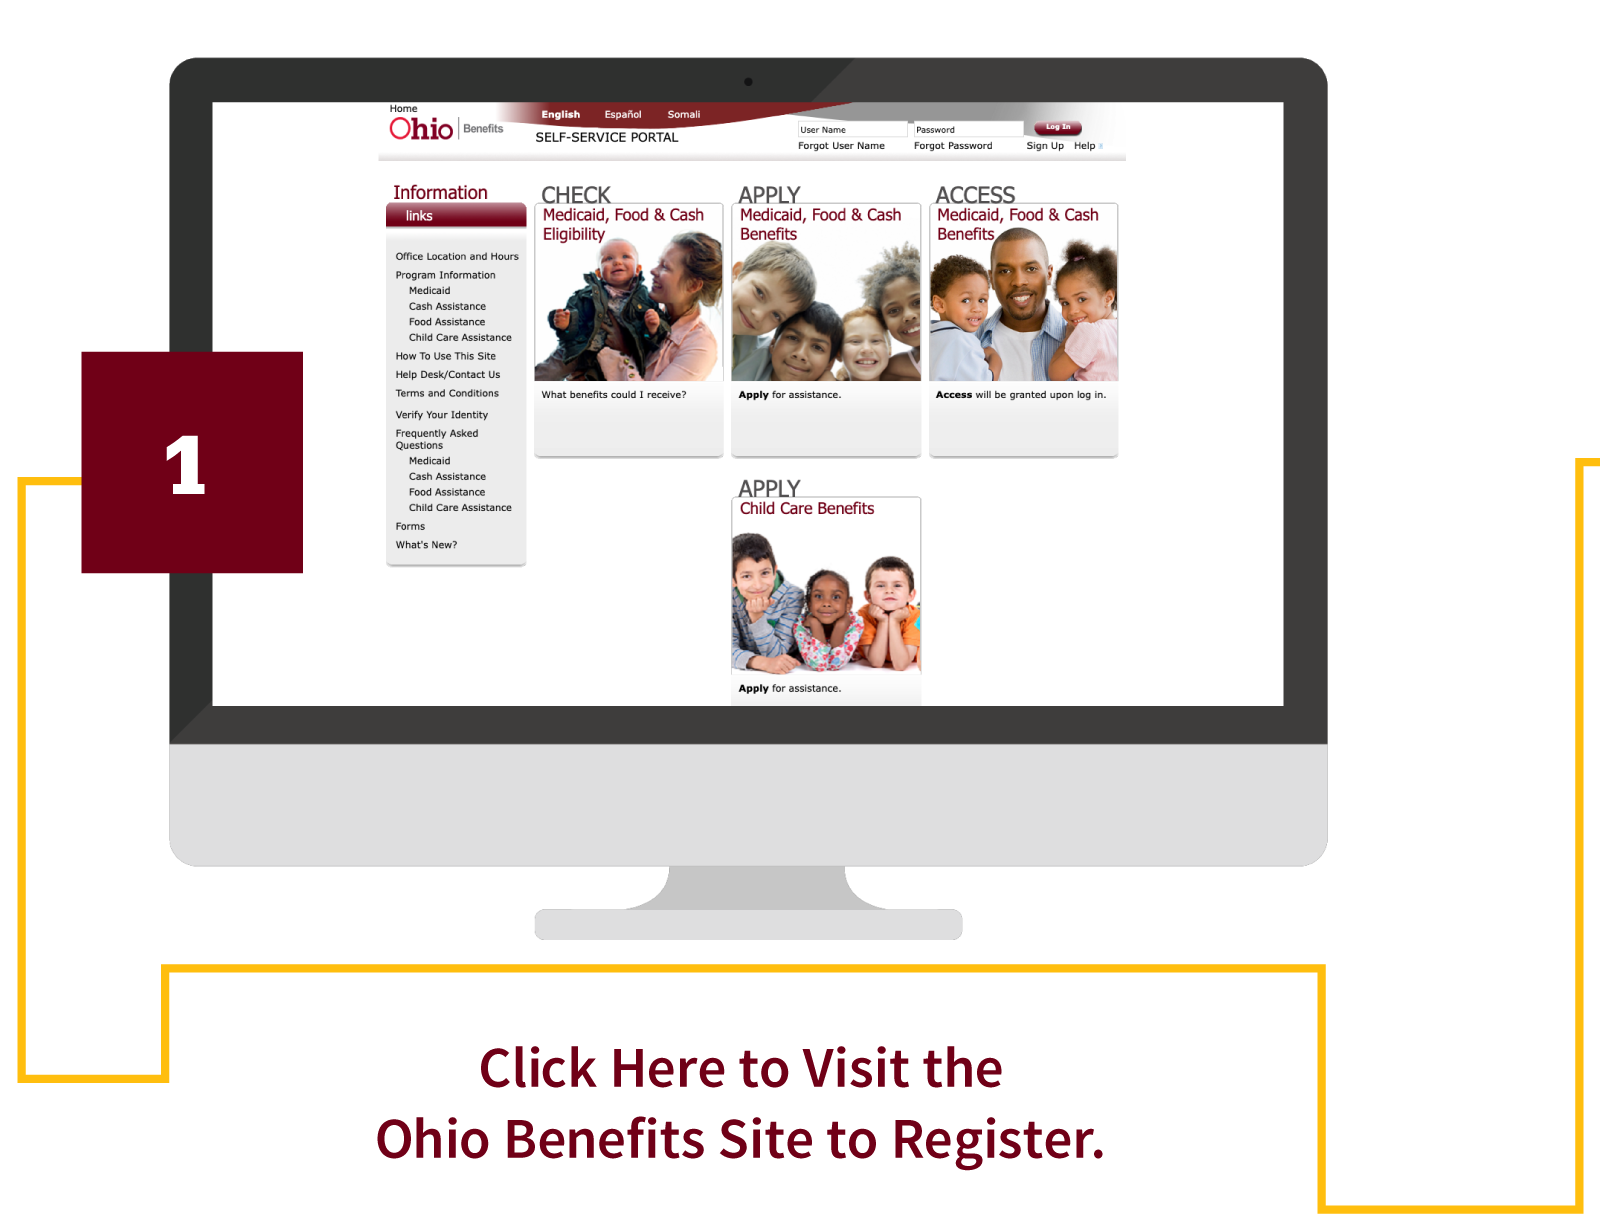 Home
Ohio Benefits
English Español Somali
SELF-SERVICE PORTAL
User Name Password Log In
Forgot User Name Forgot Password Sign Up Help
Information
links
Office Location and Hours
Program Information
Medicaid
Cash Assistance
Food Assistance
Child Care Assistance
How To Use This Site
Help Desk/Contact Us
Terms and Conditions
Verify Your Identity
Frequently Asked
Questions
Medicaid
Cash Assistance
Food Assistance
Child Care Assistance
Forms
What's New?
CHECK
Medicaid, Food & Cash
Eligibility
What benefits could I receive?
APPLY
Medicaid, Food & Cash
Benefits
Apply for assistance.
ACCESS
Medicaid, Food & Cash
Benefits
Access will be granted upon log in.
APPLY
Child Care Benefits
Apply for assistance.
1
Click Here to Visit the
Ohio Benefits Site to Register.